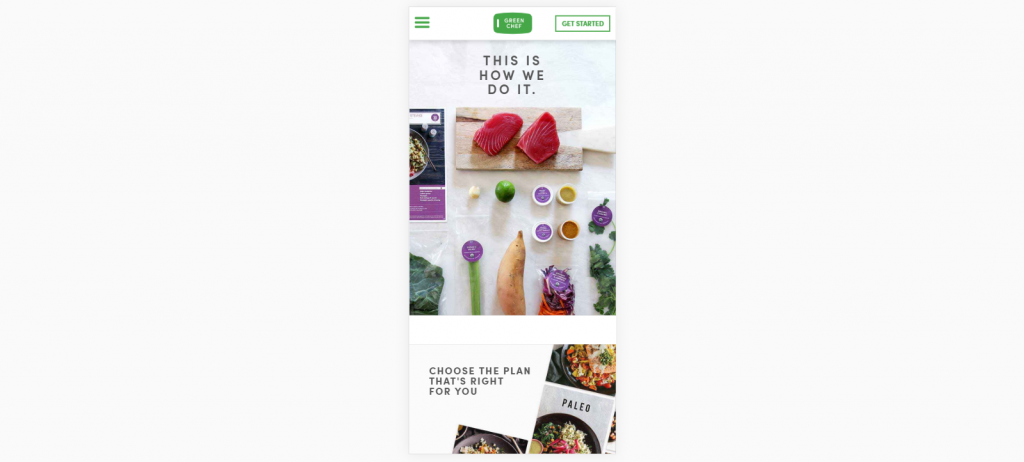 GREEN
CHEF
GET STARTED
THIS IS
HOW WE
DO IT.
CHOOSE THE PLAN
THAT'S RIGHT
FOR YOU
PALEO